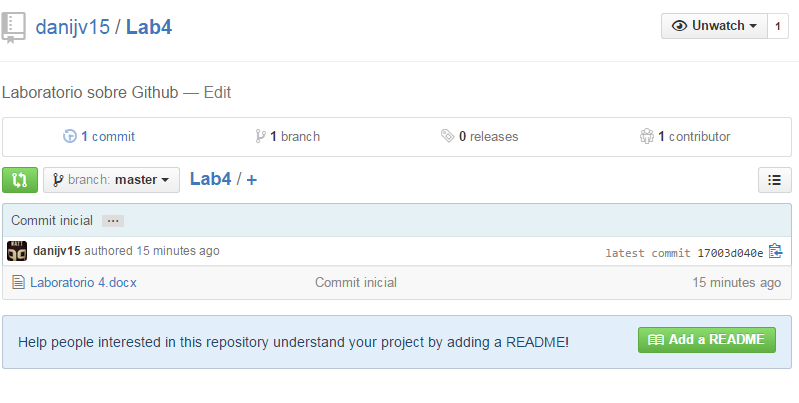 danijv15 / Lab4
Unwatch 1
Laboratorio sobre Github — Edit
1 commit 1 branch 0 releases 1 contributor
branch: master Lab4 / +
Commit inicial ...
danijv15 authored 15 minutes ago latest commit 17003d040e
Laboratorio 4.docx Commit inicial 15 minutes ago
Help people interested in this repository understand your project by adding a README! Add a README